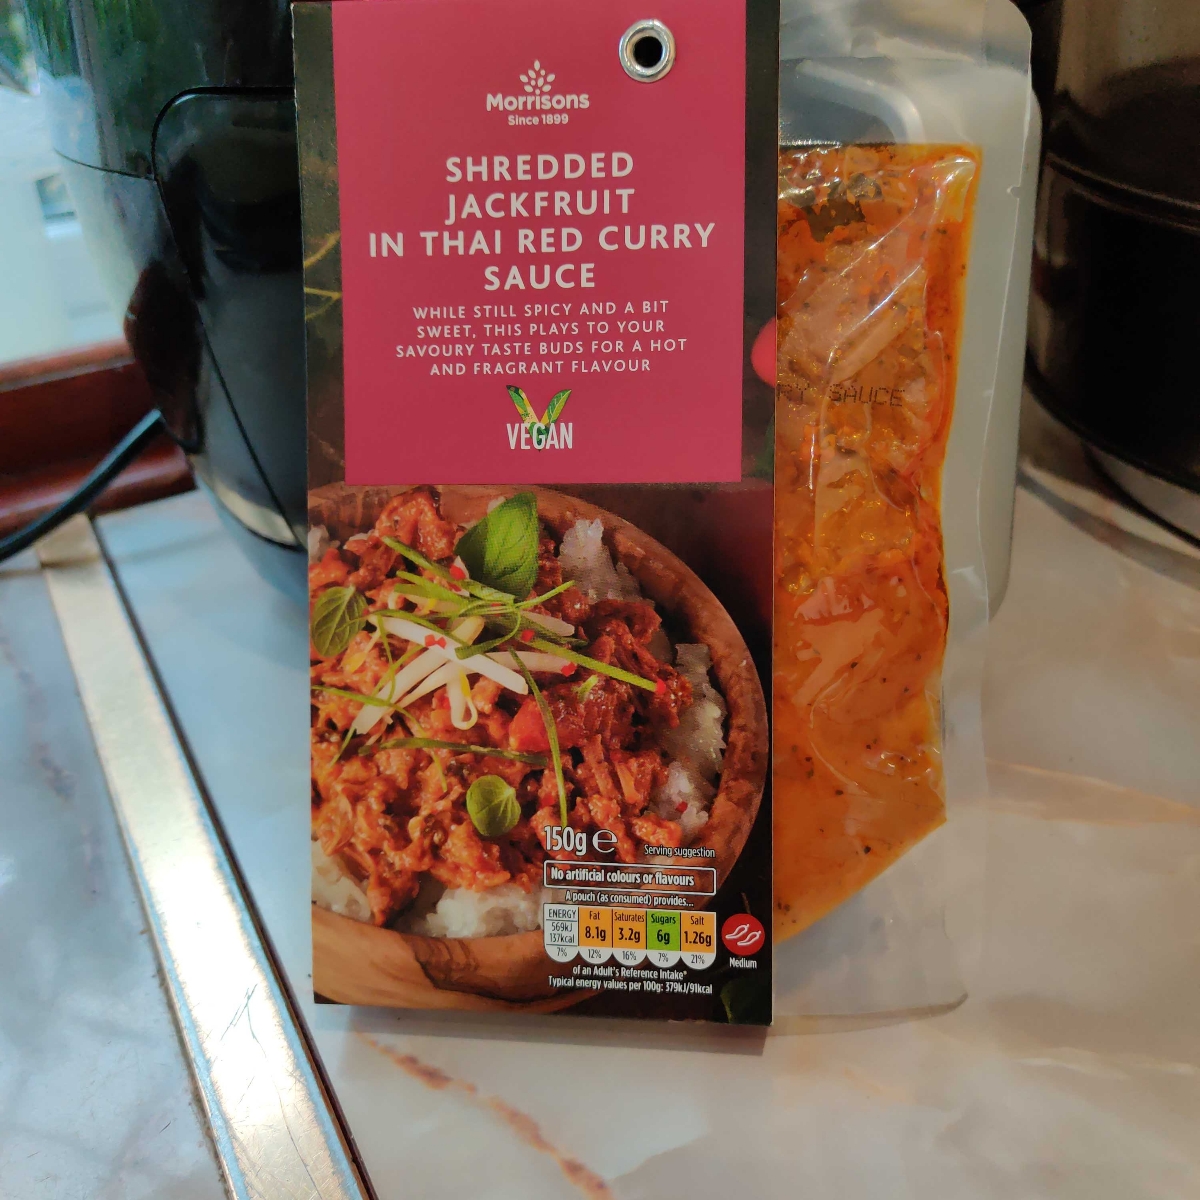 Morrisons
Since 1899
SHREDDED
JACKFRUIT
IN THAI RED CURRY
SAUCE
WHILE STILL SPICY AND A BIT
SWEET, THIS PLAYS TO YOUR
SAVOURY TASTE BUDS FOR A HOT
AND FRAGRANT FLAVOUR
VEGAN
RY SAUCE
150g e
Serving suggestion
No artificial colours or flavours
A pouch (as consumed) provides...
ENERGY Fat Saturates Sugars Salt
569kJ
137kcal 8.1g 3.2g 6g 1.26g
7% 12% 16% 7% 21%
Medium
of an Adult's Reference Intake*
Typical energy values per 100g: 379kJ/91kcal